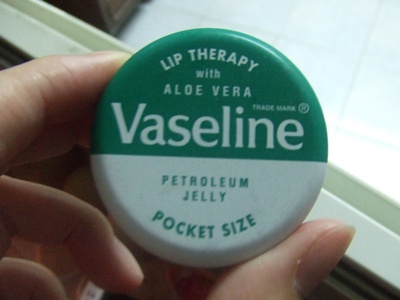 LIP THERAPY
with
ALOE VERA
TRADE MARK ®
Vaseline
PETROLEUM
JELLY
POCKET SIZE